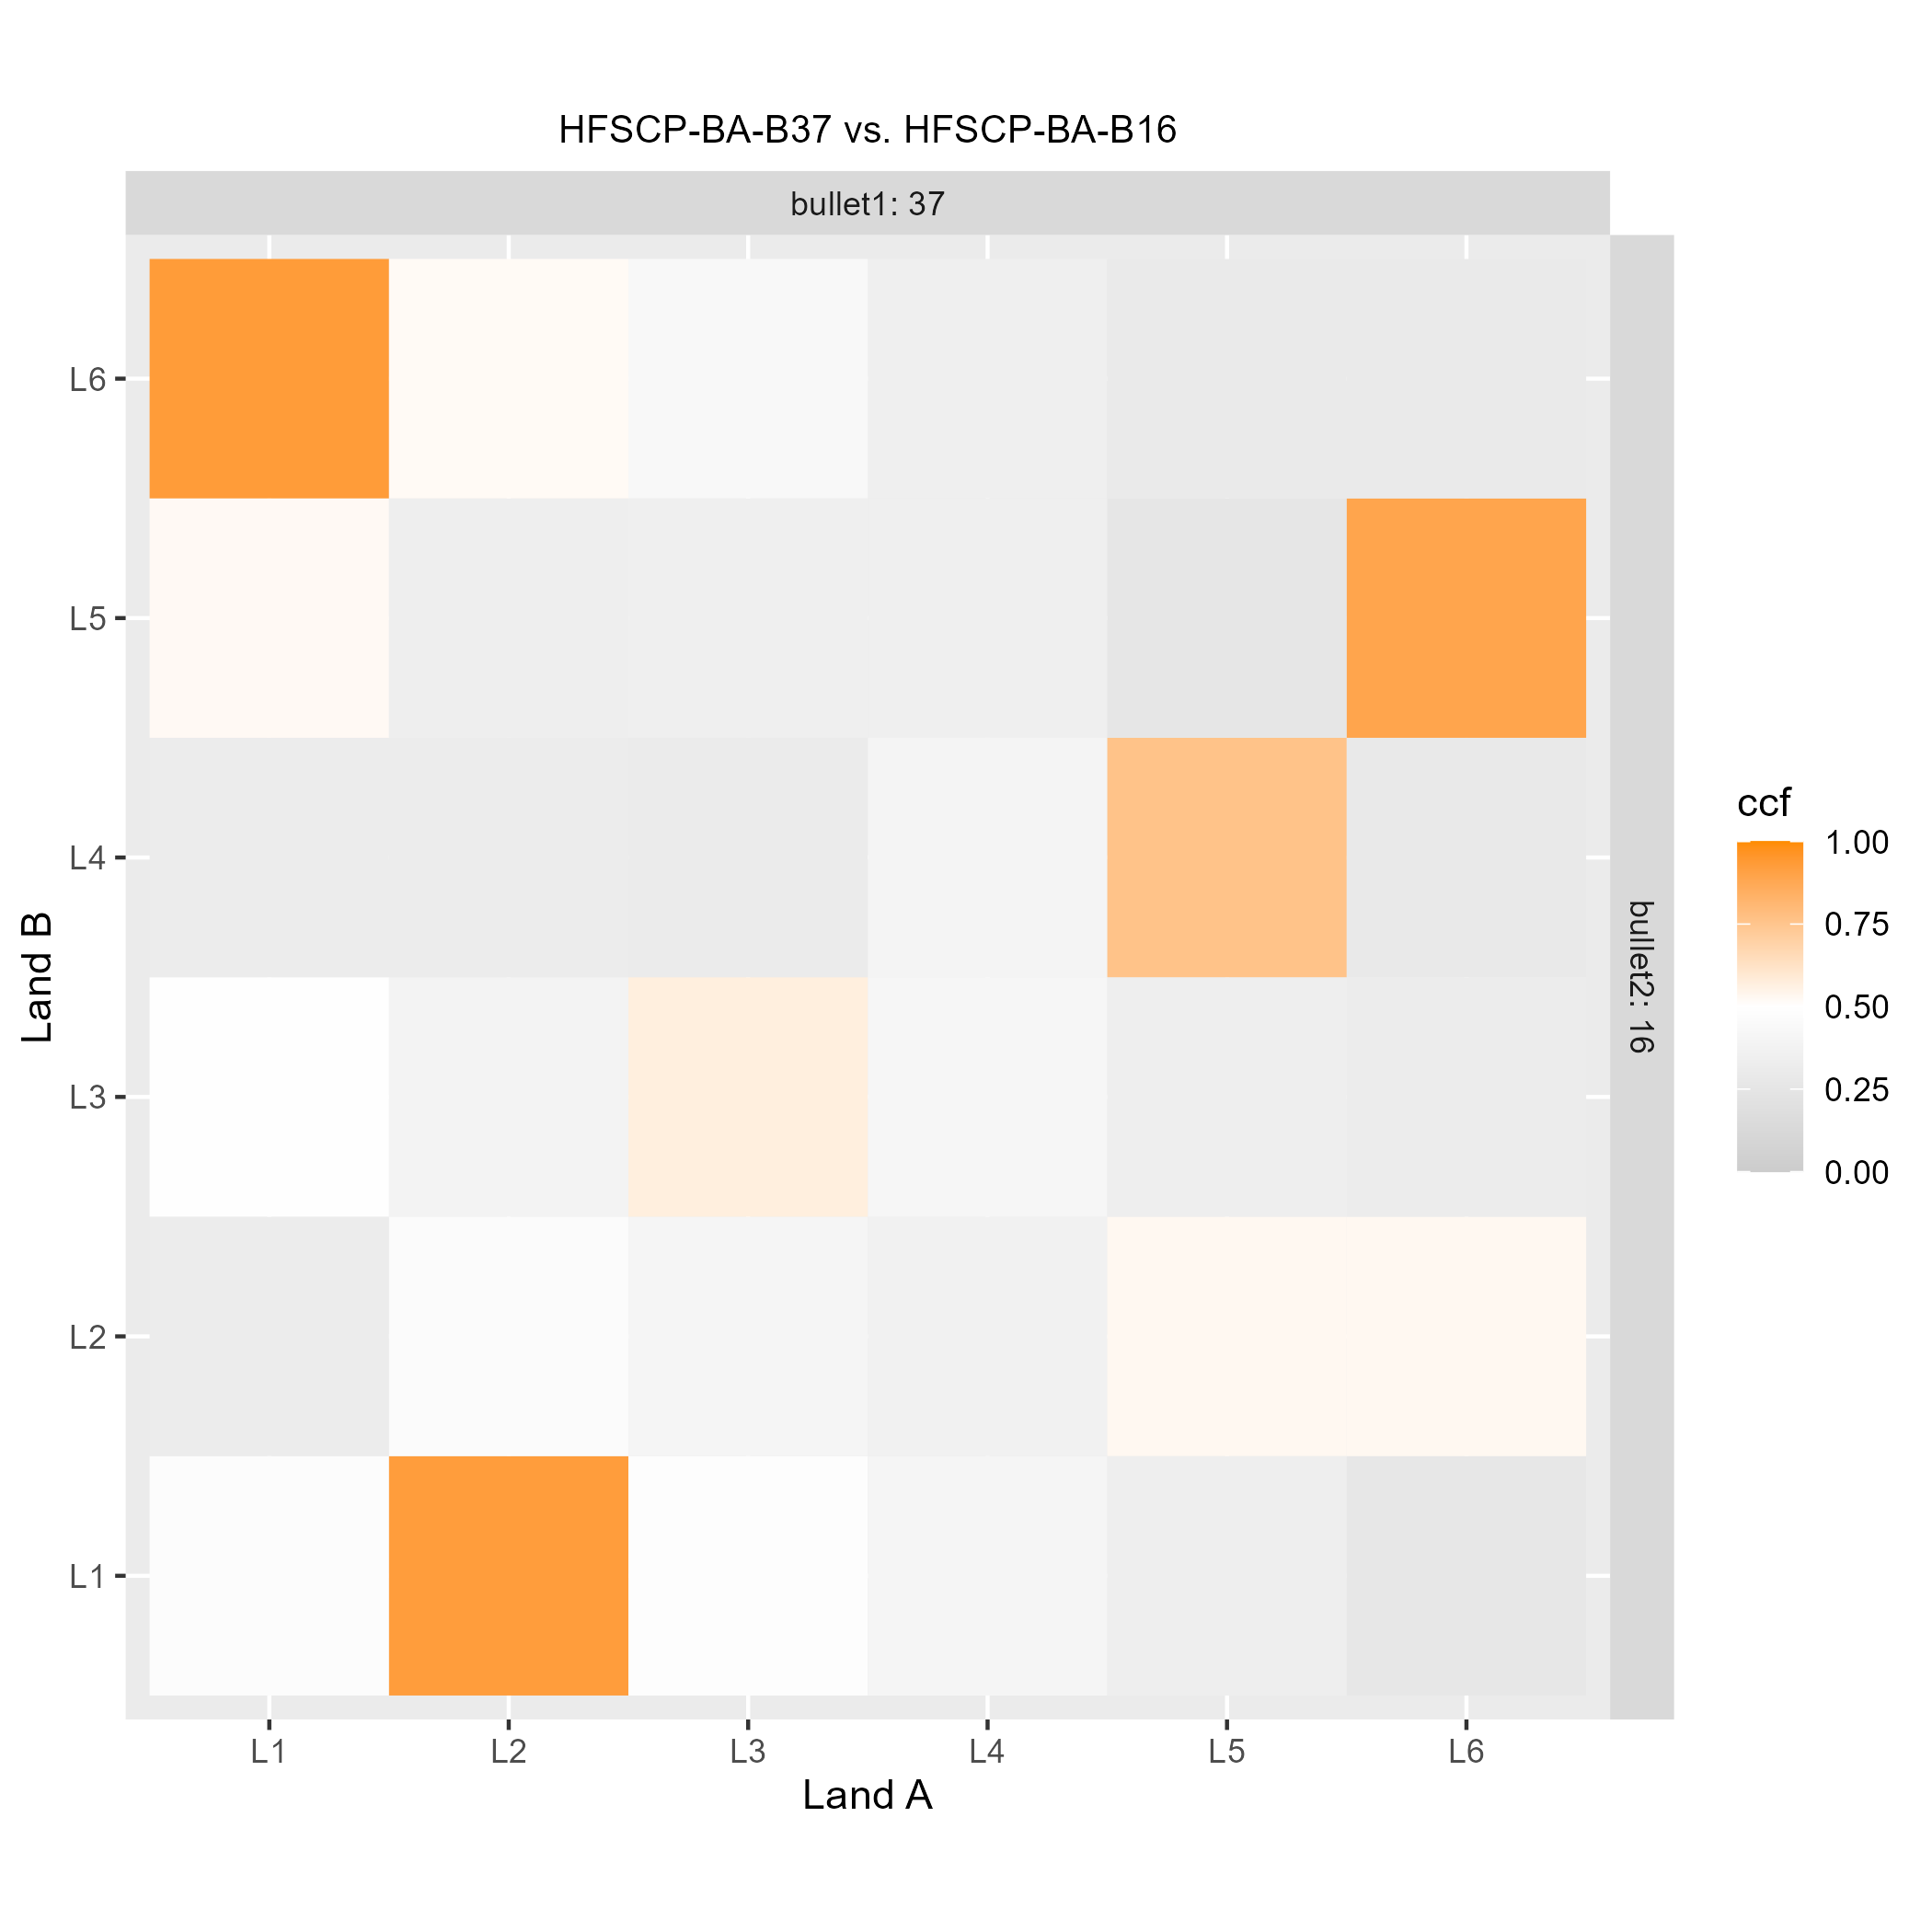 HFSCP-BA-B37 vs. HFSCP-BA-B16
bullet1: 37
L6
L5
L4
L3
L2
L1
Land B
bullet2: 16
ccf
1.00
0.75
0.50
0.25
0.00
L1 L2 L3 L4 L5 L6
Land A